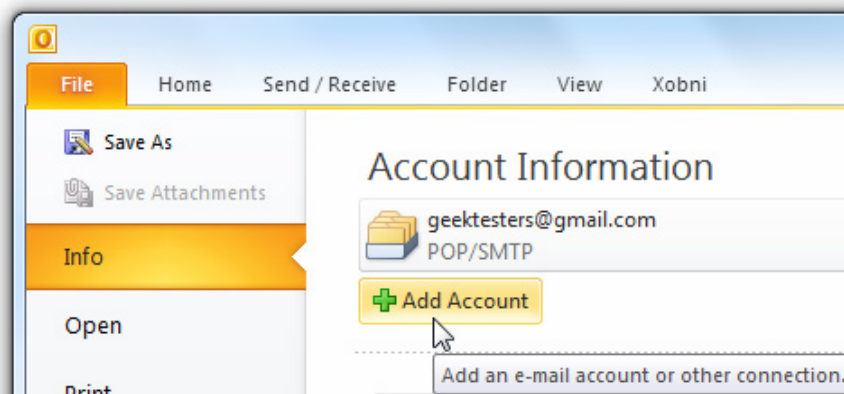 File Home Send / Receive Folder View Xobni
Save As
Save Attachments
Info
Open
Print
Account Information
geektesters@gmail.com
POP/SMTP
Add Account
Add an e-mail account or other connection.